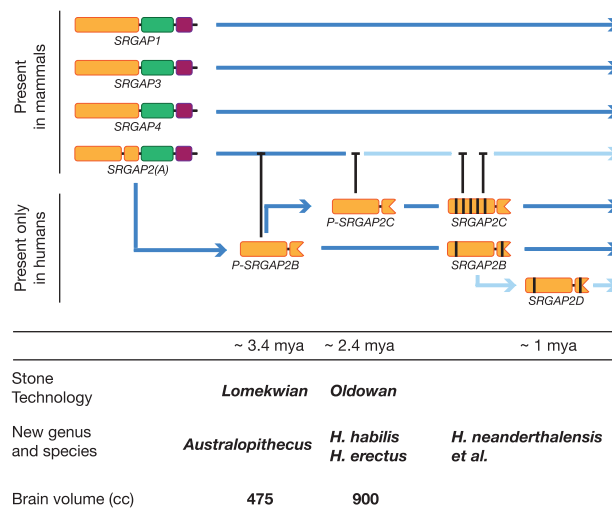 Present
in mammals
SRGAP1
SRGAP3
SRGAP4
SRGAP2(A)
Present only
in humans
P-SRGAP2C
SRGAP2C
P-SRGAP2B
SRGAP2B
SRGAP2D
~ 3.4 mya ~ 2.4 mya ~ 1 mya
Stone
Technology
Lomekwian Oldowan
New genus
and species
Australopithecus
H. habilis
H. erectus
H. neanderthalensis
et al.
Brain volume (cc) 475 900